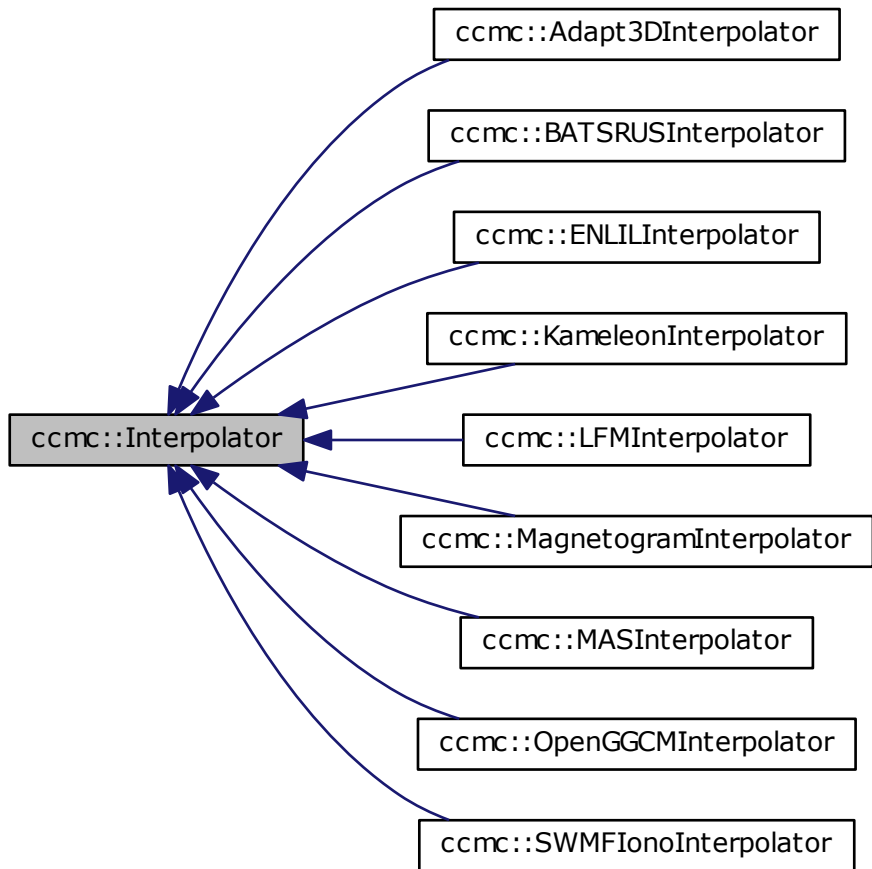 ccmc::Adapt3DInterpolator
ccmc::BATSRUSInterpolator
ccmc::ENLILInterpolator
ccmc::KameleonInterpolator
ccmc::Interpolator
ccmc::LFMInterpolator
ccmc::MagnetogramInterpolator
ccmc::MASInterpolator
ccmc::OpenGGCMInterpolator
ccmc::SWMFIonoInterpolator